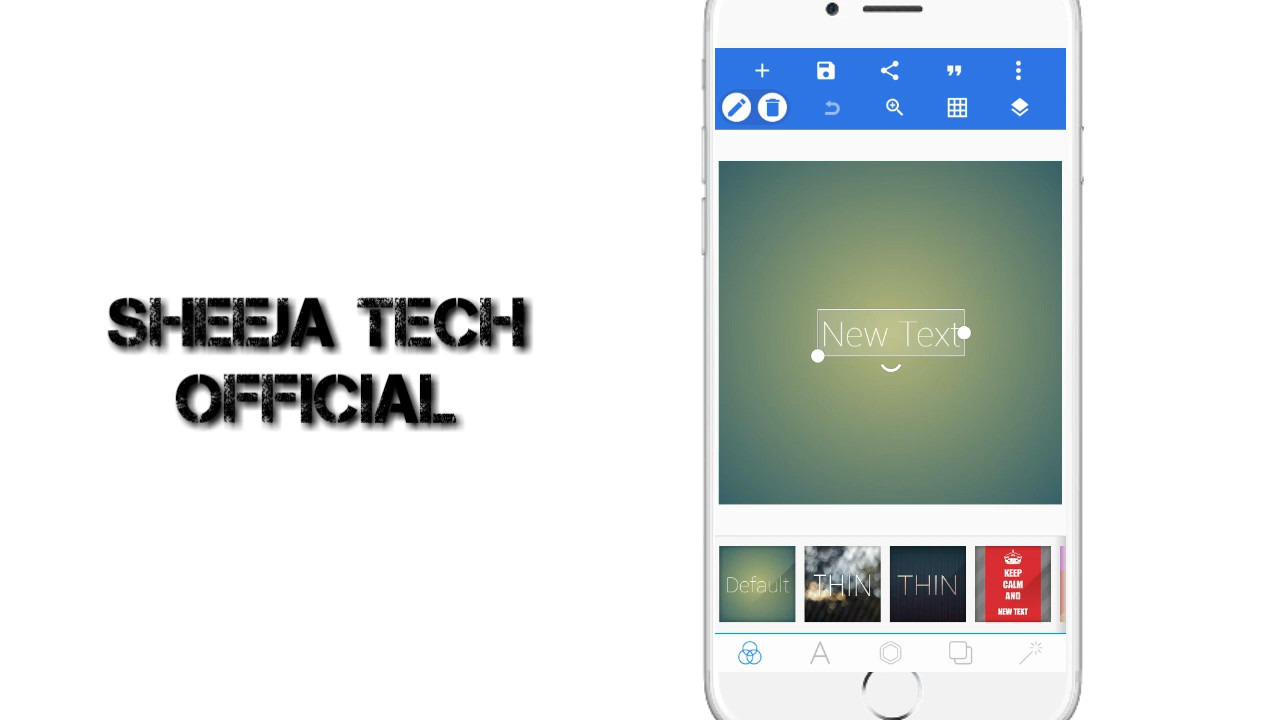 SHEEJA TECH
OFFICIAL
New Text
Default
THIN
THIN
KEEP
CALM
AND
NEW TEXT